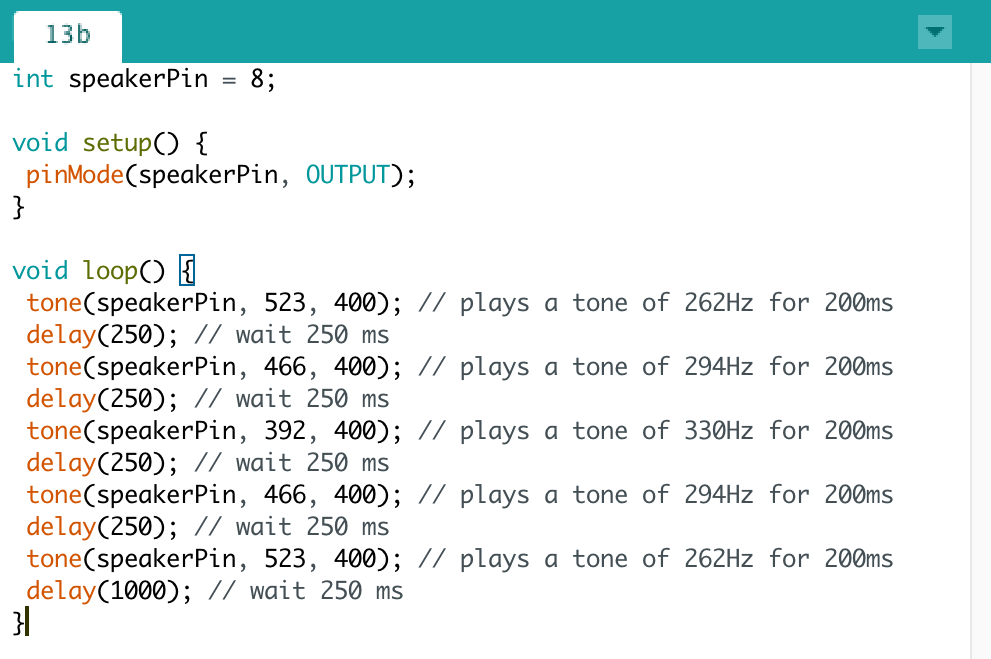 13b
int speakerPin = 8;
void setup() {
pinMode(speakerPin, OUTPUT);
}
void loop() {
tone(speakerPin, 523, 400); // plays a tone of 262Hz for 200ms
delay(250); // wait 250 ms
tone(speakerPin, 466, 400); // plays a tone of 294Hz for 200ms
delay(250); // wait 250 ms
tone(speakerPin, 392, 400); // plays a tone of 330Hz for 200ms
delay(250); // wait 250 ms
tone(speakerPin, 466, 400); // plays a tone of 294Hz for 200ms
delay(250); // wait 250 ms
tone(speakerPin, 523, 400); // plays a tone of 262Hz for 200ms
delay(1000); // wait 250 ms
}